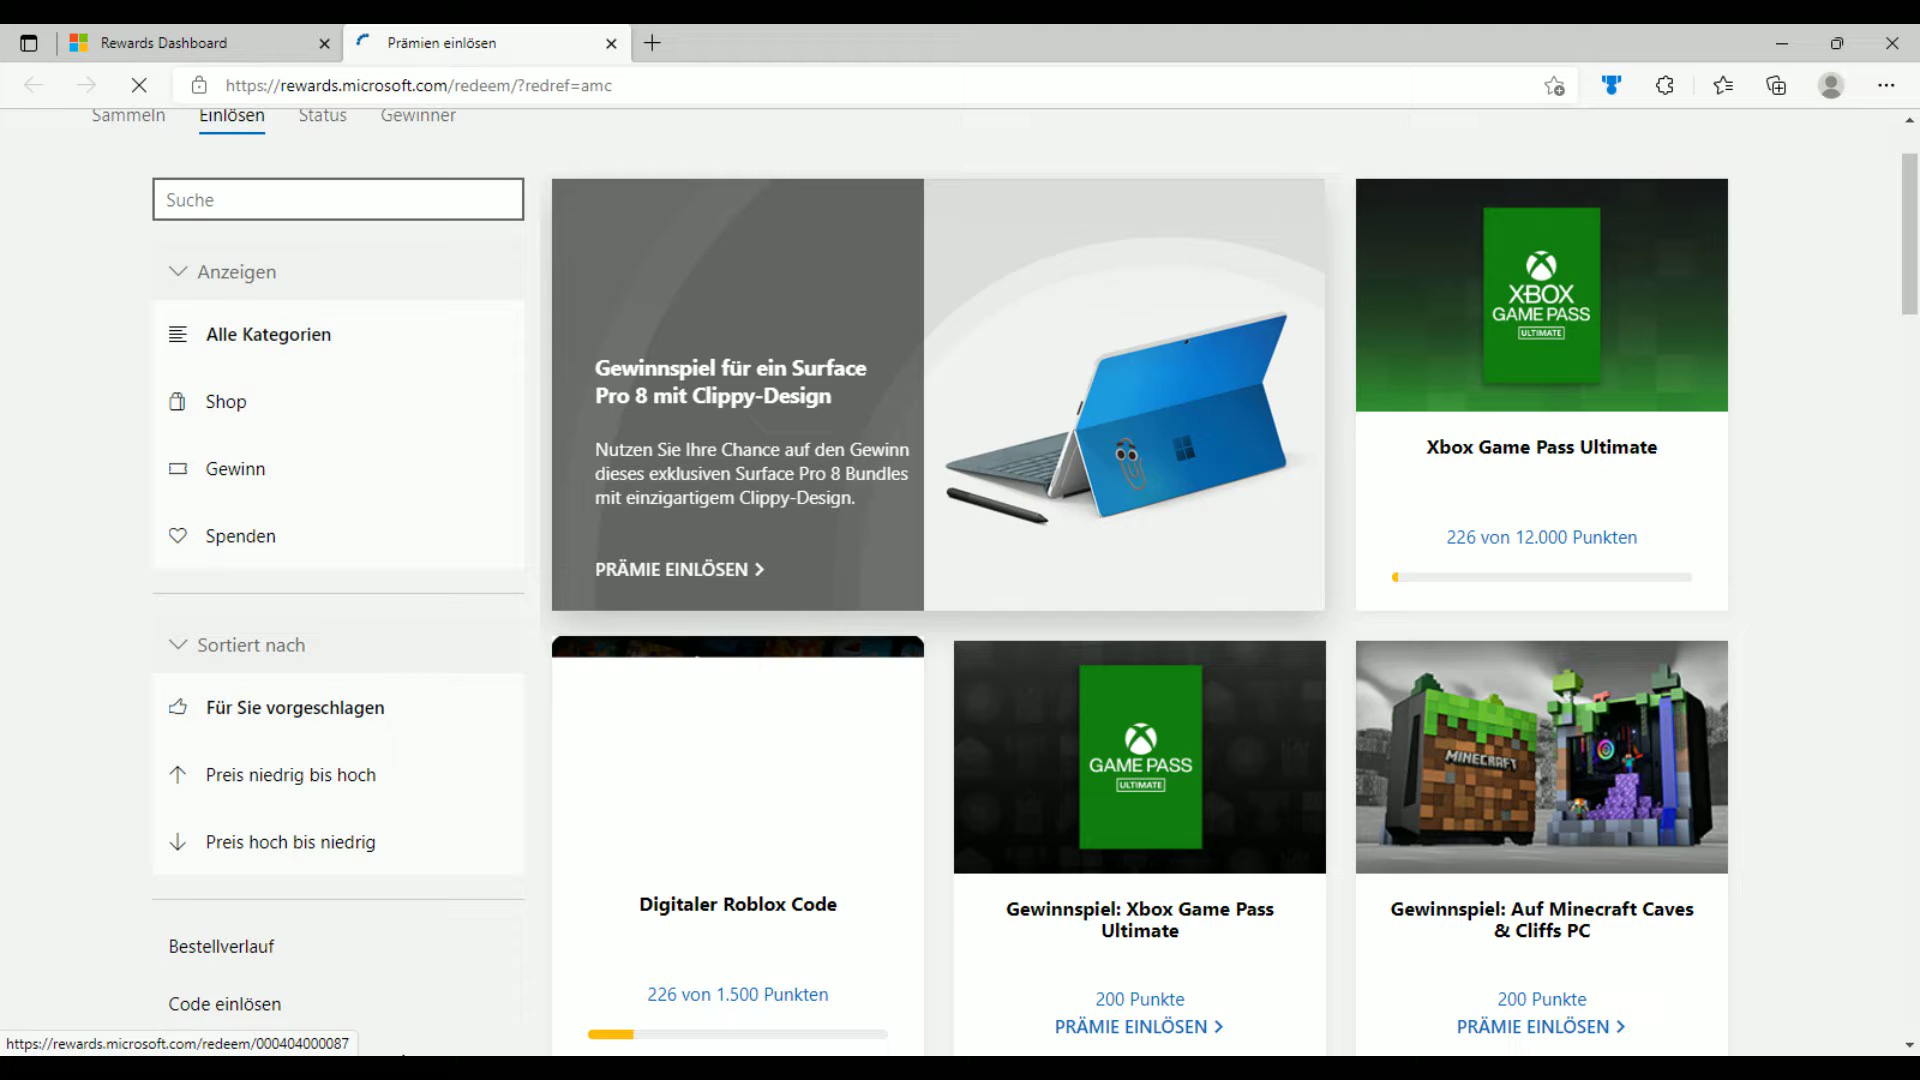 Rewards Dashboard
Prämien einlösen
https://rewards.microsoft.com/redeem/?redref=amc
Sammeln
Einlösen
Status
Gewinner
Suche
Anzeigen
Alle Kategorien
Shop
Gewinn
Spenden
Sortiert nach
Für Sie vorgeschlagen
Preis niedrig bis hoch
Preis hoch bis niedrig
Bestellverlauf
Code einlösen
https://rewards.microsoft.com/redeem/000404000087
Gewinnspiel für ein Surface
Pro 8 mit Clippy-Design
Nutzen Sie Ihre Chance auf den Gewinn
dieses exklusiven Surface Pro 8 Bundles
mit einzigartigem Clippy-Design.
PRÄMIE EINLÖSEN
XBOX
GAME PASS
ULTIMATE
Xbox Game Pass Ultimate
226 von 12.000 Punkten
Digitaler Roblox Code
226 von 1.500 Punkten
GAME PASS
ULTIMATE
Gewinnspiel: Xbox Game Pass
Ultimate
200 Punkte
PRÄMIE EINLÖSEN
MINECRAFT
Gewinnspiel: Auf Minecraft Caves
& Cliffs PC
200 Punkte
PRÄMIE EINLÖSEN